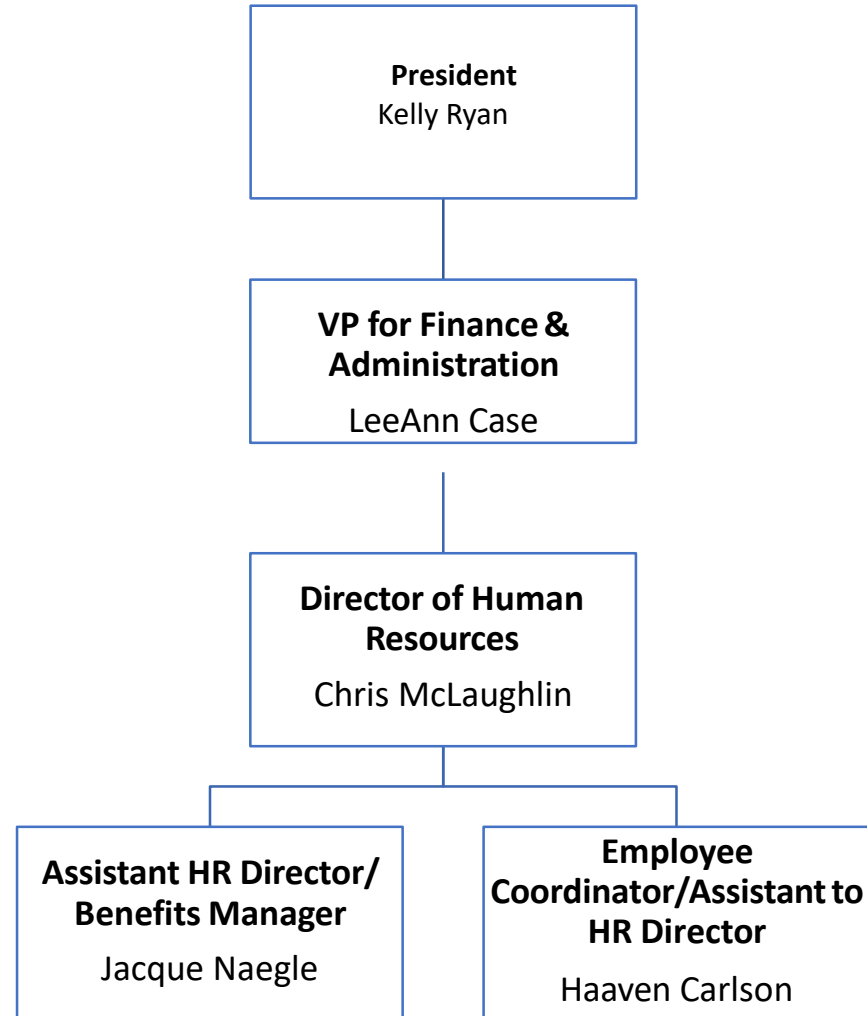 President
Kelly Ryan
VP for Finance &
Administration
LeeAnn Case
Director of Human
Resources
Chris McLaughlin
Assistant HR Director/
Benefits Manager
Jacque Naegle
Employee
Coordinator/Assistant to
HR Director
Haaven Carlson